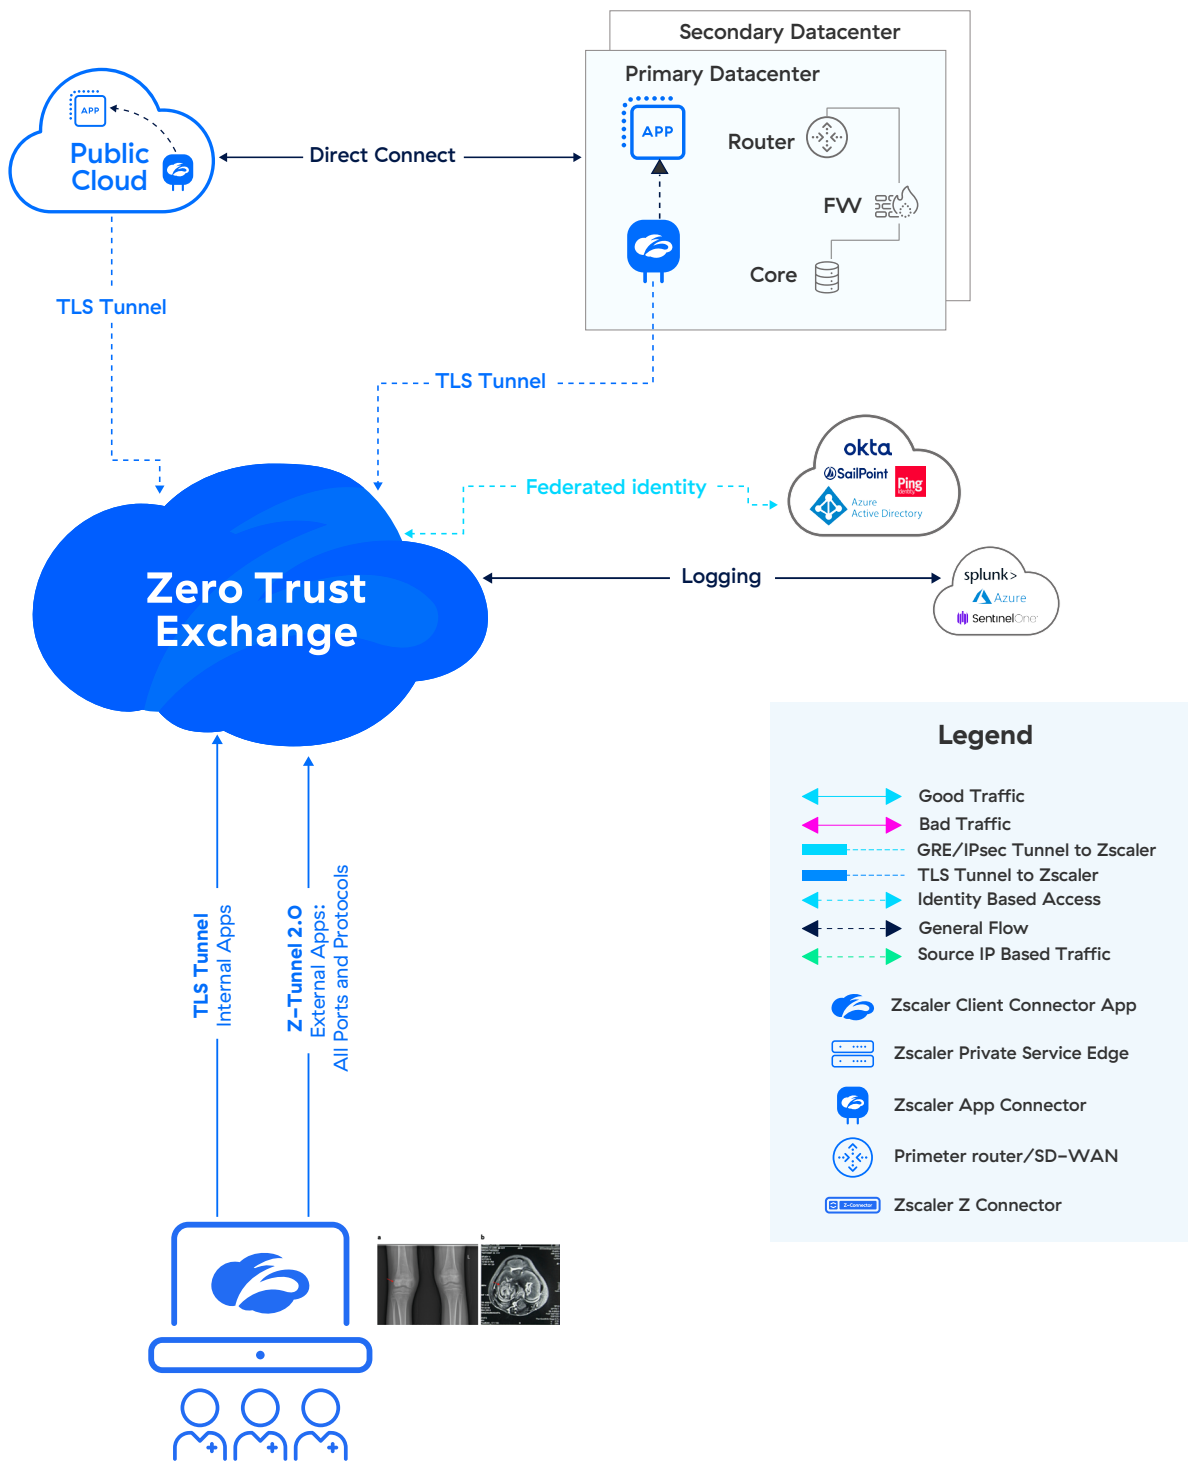 Secondary Datacenter
Primary Datacenter
APP
Public
Cloud
Direct Connect
APP
Router
FW
Core
TLS Tunnel
TLS Tunnel
okta
SailPoint
Ping
Identity
Azure
Active Directory
Federated identity
Zero Trust
Exchange
Logging
splunk>
Azure
SentinelOne
Legend
Good Traffic
Bad Traffic
GRE/IPsec Tunnel to Zscaler
TLS Tunnel to Zscaler
Identity Based Access
General Flow
Source IP Based Traffic
Zscaler Client Connector App
Zscaler Private Service Edge
Zscaler App Connector
Primeter router/SD-WAN
Z-Connector
Zscaler Z Connector
TLS Tunnel
Internal Apps
Z-Tunnel 2.0
External Apps:
All Ports and Protocols
a
b